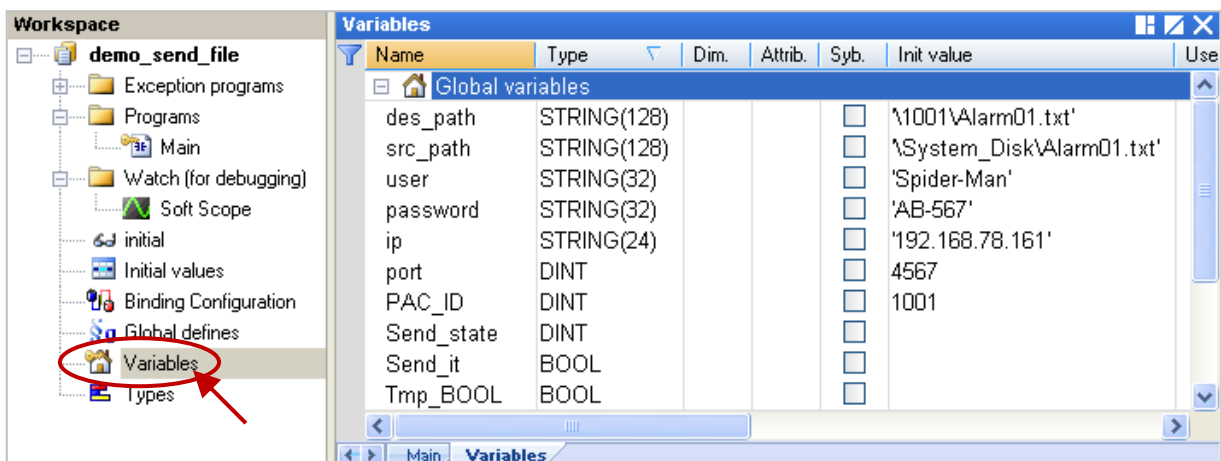 Workspace
demo_send_file
Exception programs
Programs
Main
Watch (for debugging)
Soft Scope
initial
Initial values
Binding Configuration
Global defines
Variables
Types
Variables
Name Type Dim. Attrib. Syb. Init value Use
Global variables
des_path STRING(128) '\1001\Alarm01.txt'
src_path STRING(128) '\System_Disk\Alarm01.txt'
user STRING(32) 'Spider-Man'
password STRING(32) 'AB-567'
ip STRING(24) '192.168.78.161'
port DINT 4567
PAC_ID DINT 1001
Send_state DINT
Send_it BOOL
Tmp_BOOL BOOL
Main Variables